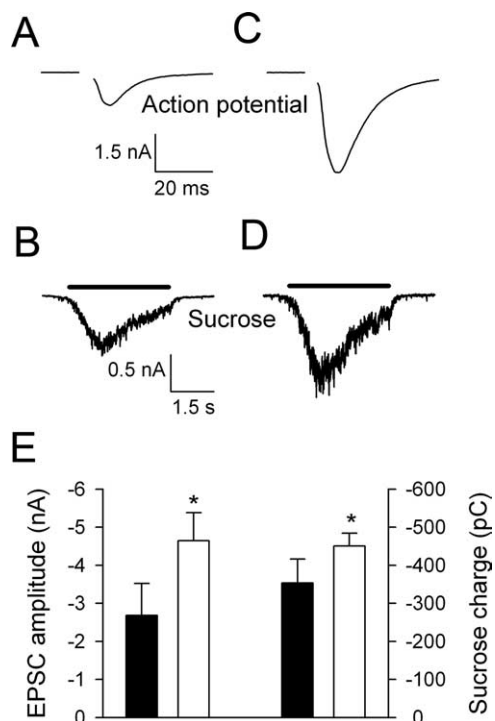 A
C
Action potential
1.5 nA
20 ms
B
D
Sucrose
0.5 nA
1.5 s
E
EPSC amplitude (nA)
-6
-5
-4
-3
-2
-1
0
*
*
-600
-500
-400
-300
-200
-100
0
Sucrose charge (pC)